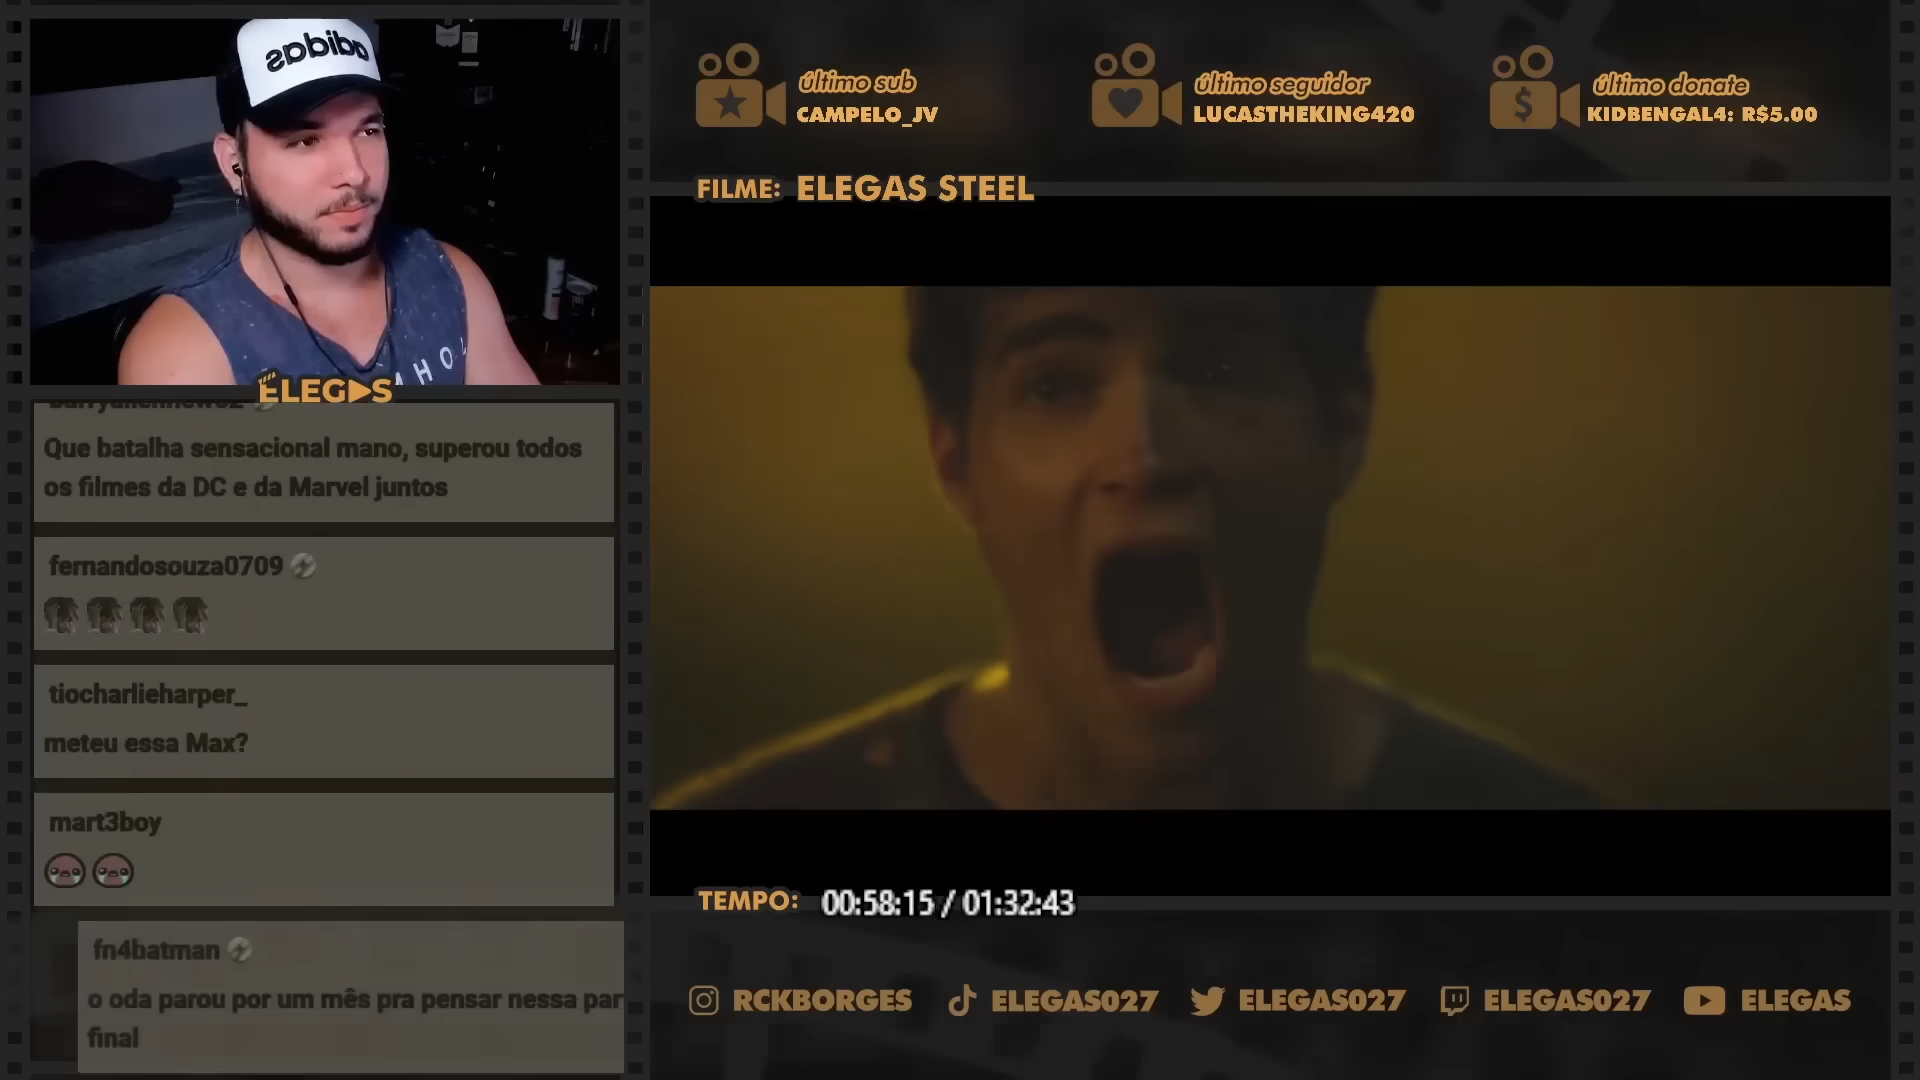 adidas
AHOL
ELEGAS
Que batalha sensacional mano, superou todos
os filmes da DC e da Marvel juntos
fernandosouza0709
tiocharlieharper_
meteu essa Max?
mart3boy
fn4batman
o oda parou por um mês pra pensar nessa par
final
último sub
CAMPELO_JV
último seguidor
LUCASTHEKING420
último donate
KIDBENGAL4: R$5.00
FILME: ELEGAS STEEL
TEMPO: 00:58:15 / 01:32:43
RCKBORGES
ELEGAS027
ELEGAS027
ELEGAS027
ELEGAS